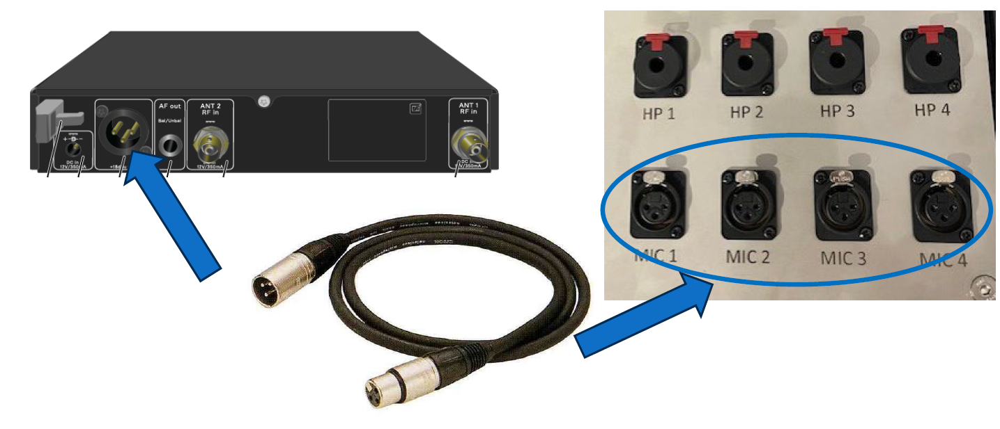 AF out
Bal/Unbal
ANT 2
RF in
12V/350mA
DC in
12V/350mA
ANT 1
RF in
HP 1
HP 2
HP 3
HP 4
PUSH
MIC 1
MIC 2
MIC 3
MIC 4